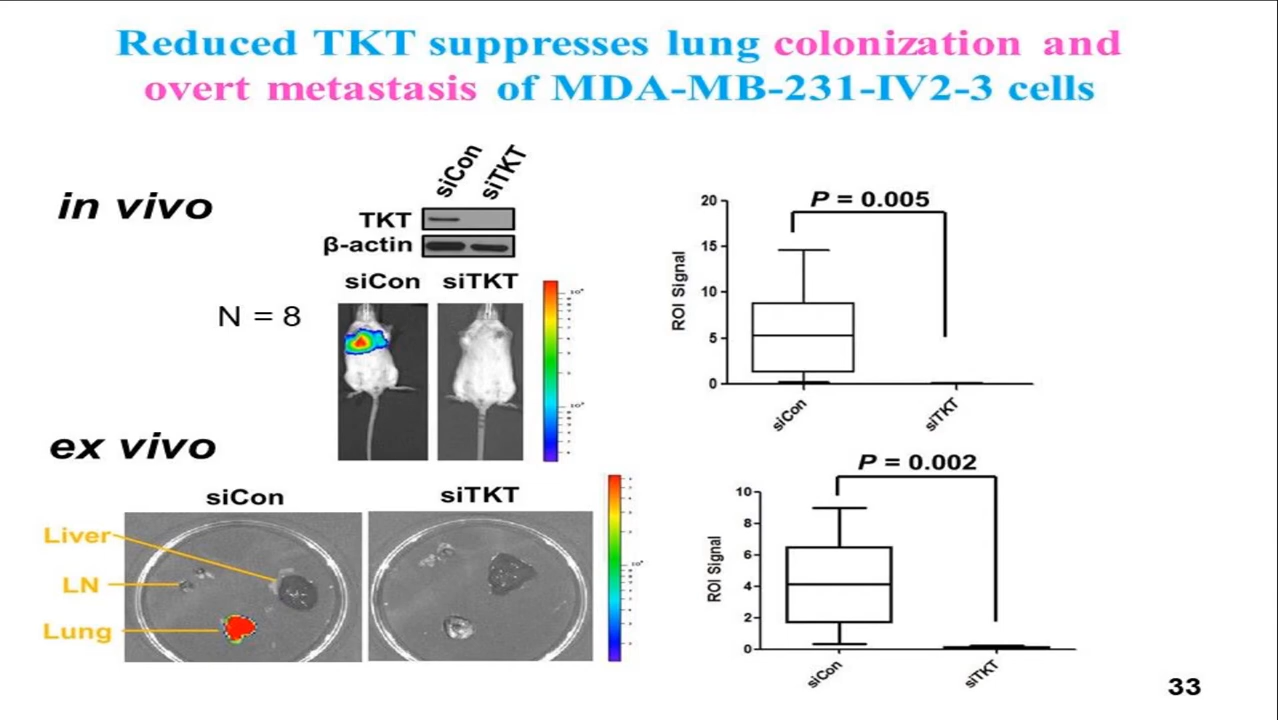 Reduced TKT suppresses lung colonization and
overt metastasis of MDA-MB-231-IV2-3 cells
in vivo
siCon
siTKT
TKT
β-actin
siCon siTKT
N = 8
P = 0.005
20
15
10
5
0
ROI Signal
siCon
siTKT
ex vivo
siCon
siTKT
Liver
LN
Lung
P = 0.002
10
8
6
4
2
0
ROI Signal
siCon
siTKT
33